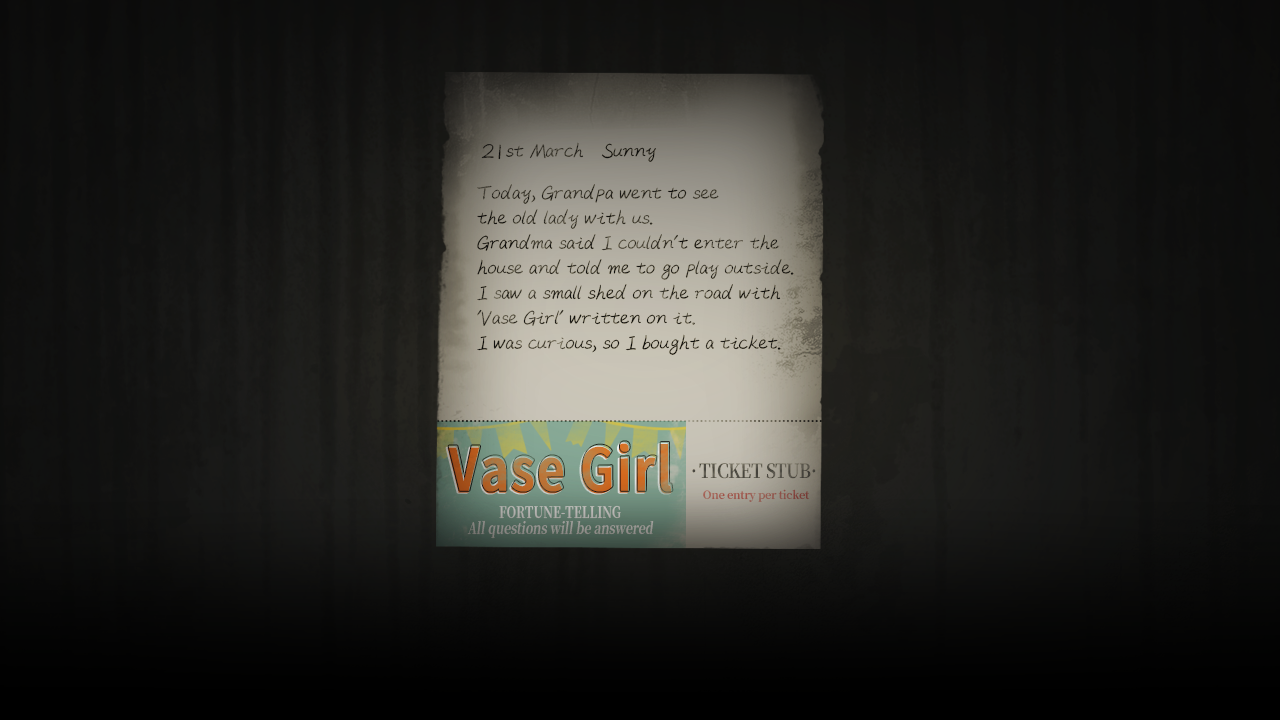 21st March Sunny
Today, Grandpa went to see
the old lady with us.
Grandma said I couldn't enter the
house and told me to go play outside.
I saw a small shed on the road with
'Vase Girl' written on it.
I was curious, so I bought a ticket.
Vase Girl
FORTUNE-TELLING
All questions will be answered
·TICKET STUB·
One entry per ticket